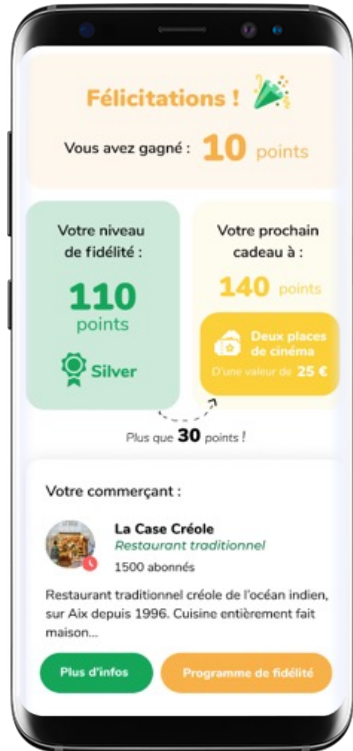 Félicitations !
Vous avez gagné : 10 points
Votre niveau
de fidélité :
110
points
Silver
Votre prochain
cadeau à :
140 points
Deux places
de cinéma
D'une valeur de 25 €
Plus que 30 points !
Votre commerçant :
La Case Créole
Restaurant traditionnel
1500 abonnés
Restaurant traditionnel créole de l'océan indien,
sur Aix depuis 1996. Cuisine entièrement fait
maison...
Plus d'infos
Programme de fidélité